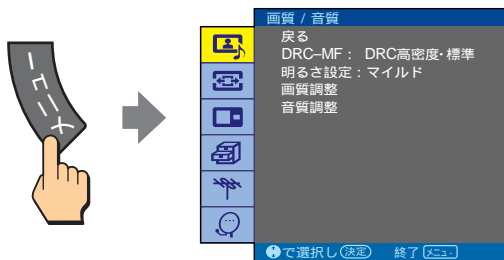 メニュー
画質 / 音質
戻る
DRC–MF： DRC高密度・標準
明るさ設定：マイルド
画質調整
音質調整
で選択し 決定 終了 メニュー